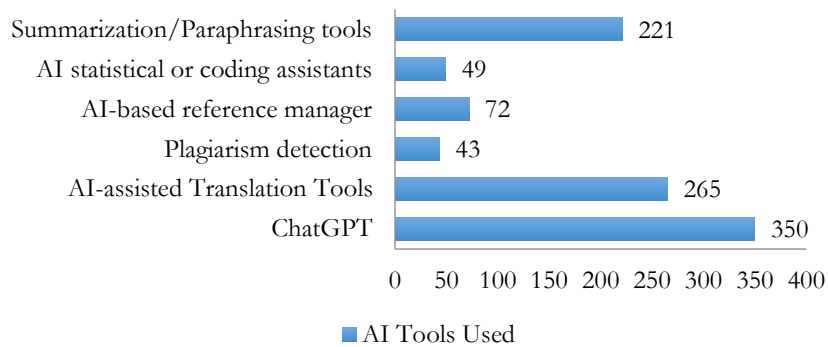 Summarization/Paraphrasing tools 221
AI statistical or coding assistants 49
AI-based reference manager 72
Plagiarism detection 43
AI-assisted Translation Tools 265
ChatGPT 350
0 50 100 150 200 250 300 350 400
AI Tools Used